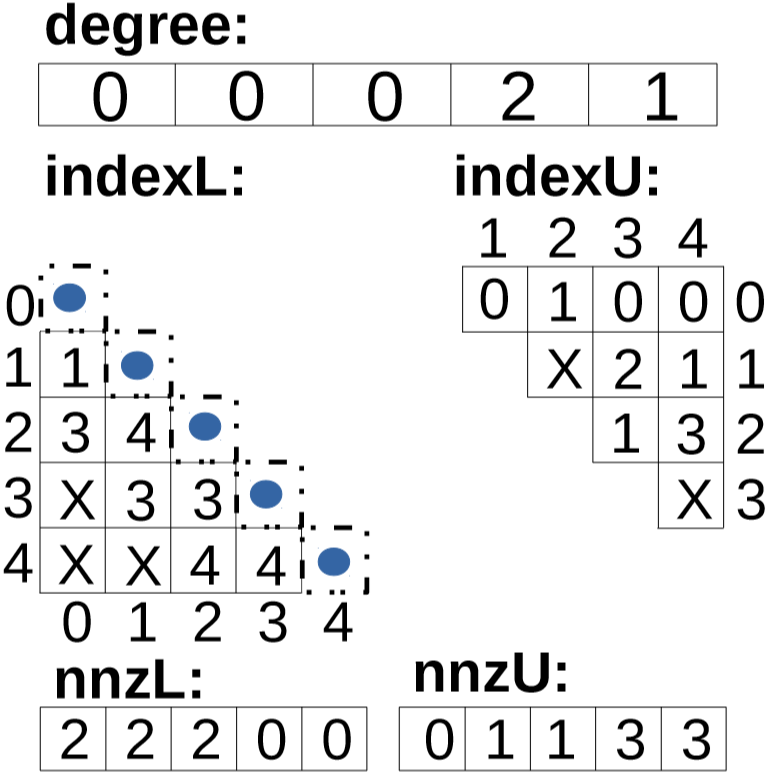 degree:
0 0 0 2 1
indexL: indexU:
1 2 3 4
0 0 1 0 0 0
1 1 X 2 1 1
2 3 4 1 3 2
3 X 3 3 X 3
4 X X 4 4
0 1 2 3 4
nnzL: nnzU:
2 2 2 0 0 0 1 1 3 3